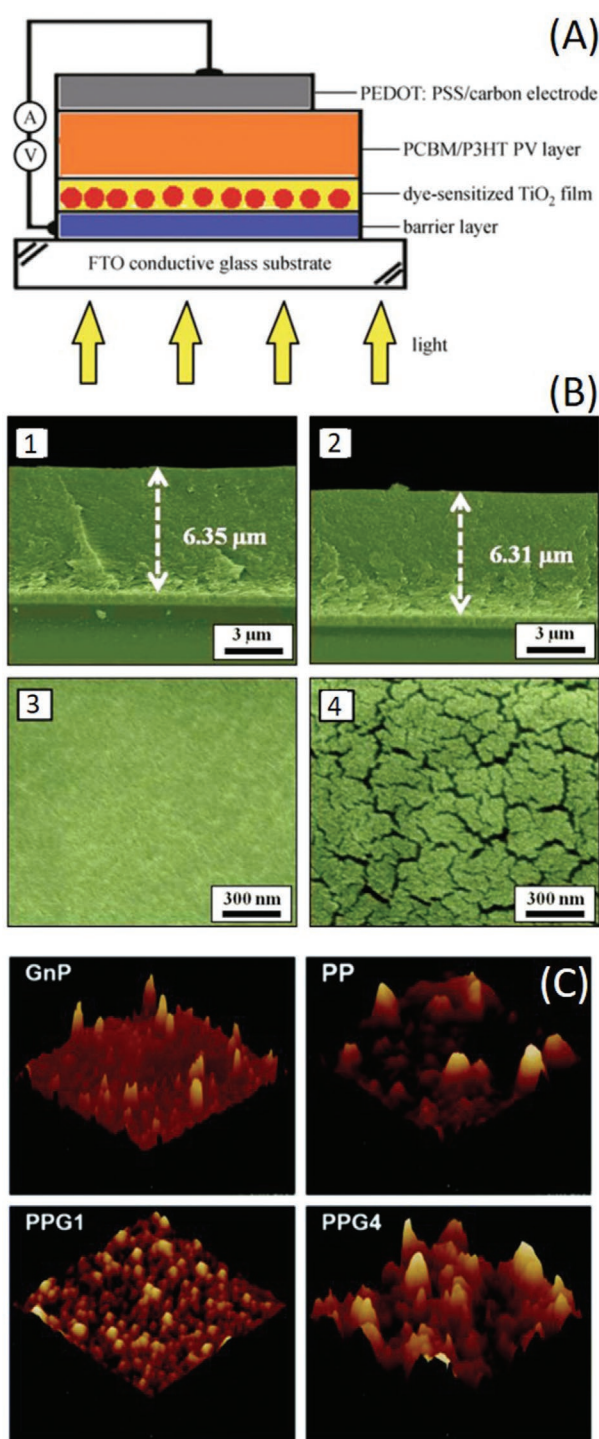 (A)
PEDOT: PSS/carbon electrode
A
V
PCBM/P3HT PV layer
dye-sensitized TiO₂ film
barrier layer
FTO conductive glass substrate
light
(B)
1
6.35 μm
3 μm
2
6.31 μm
3 μm
3
300 nm
4
300 nm
(C)
GnP
PP
PPG1
PPG4